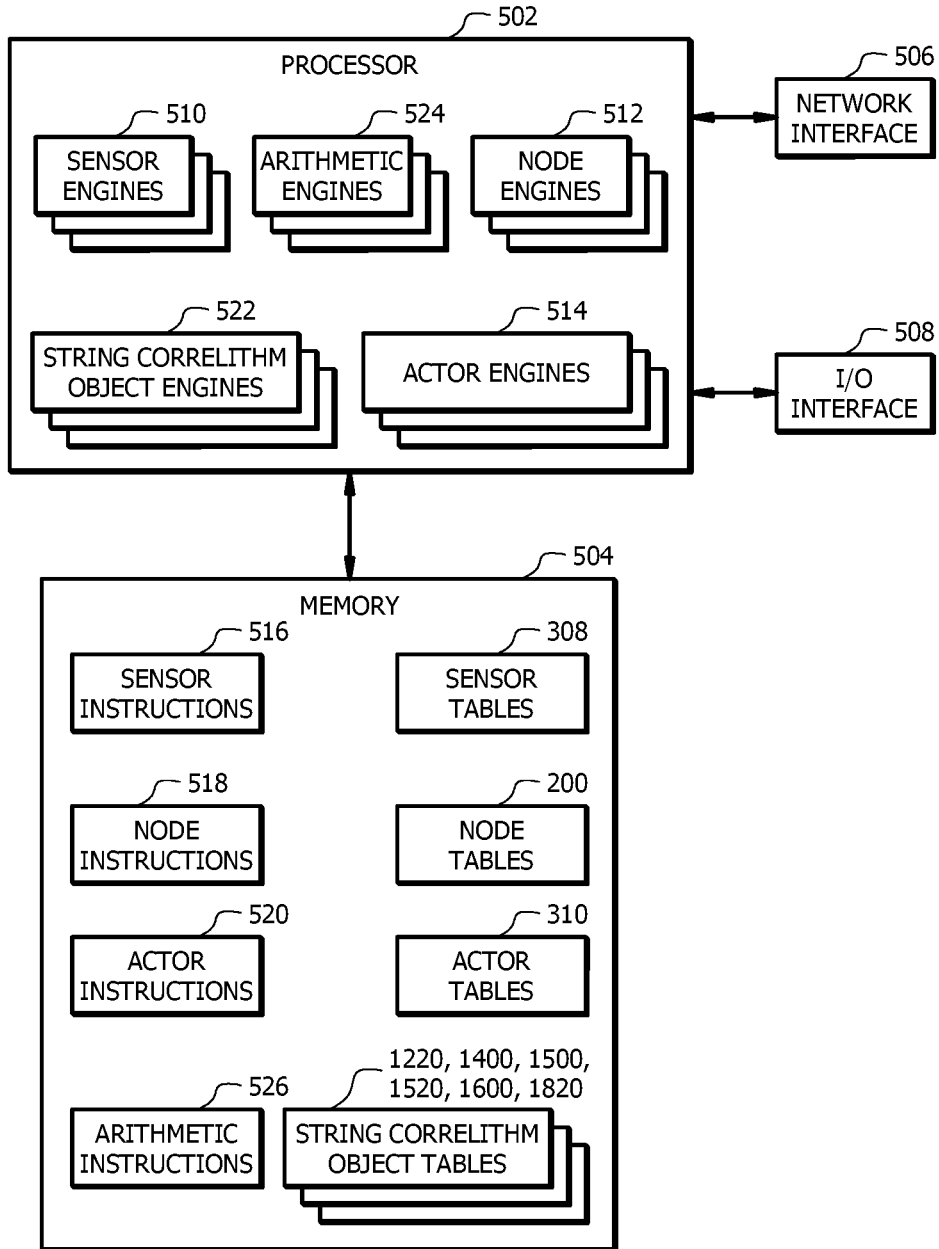 502
PROCESSOR
506
NETWORK
INTERFACE
510
SENSOR
ENGINES
524
ARITHMETIC
ENGINES
512
NODE
ENGINES
522
STRING CORRELITHM
OBJECT ENGINES
514
ACTOR ENGINES
508
I/O
INTERFACE
504
MEMORY
516
SENSOR
INSTRUCTIONS
308
SENSOR
TABLES
518
NODE
INSTRUCTIONS
200
NODE
TABLES
520
ACTOR
INSTRUCTIONS
310
ACTOR
TABLES
526
ARITHMETIC
INSTRUCTIONS
1220, 1400, 1500,
1520, 1600, 1820
STRING CORRELITHM
OBJECT TABLES